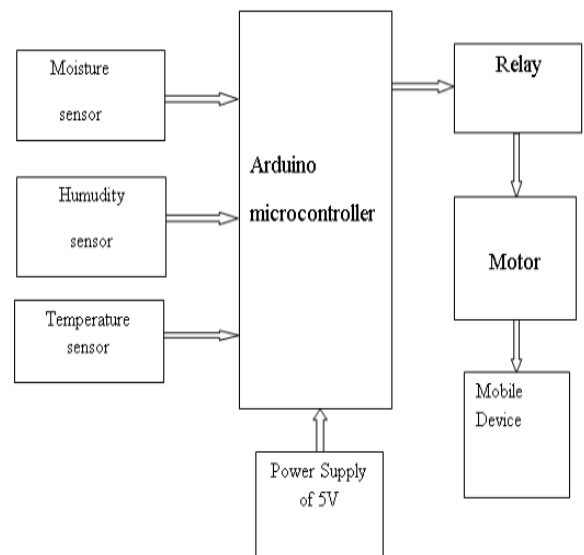 Moisture
sensor
Humudity
sensor
Temperature
sensor
Arduino
microcontroller
Power Supply
of 5V
Relay
Motor
Mobile
Device